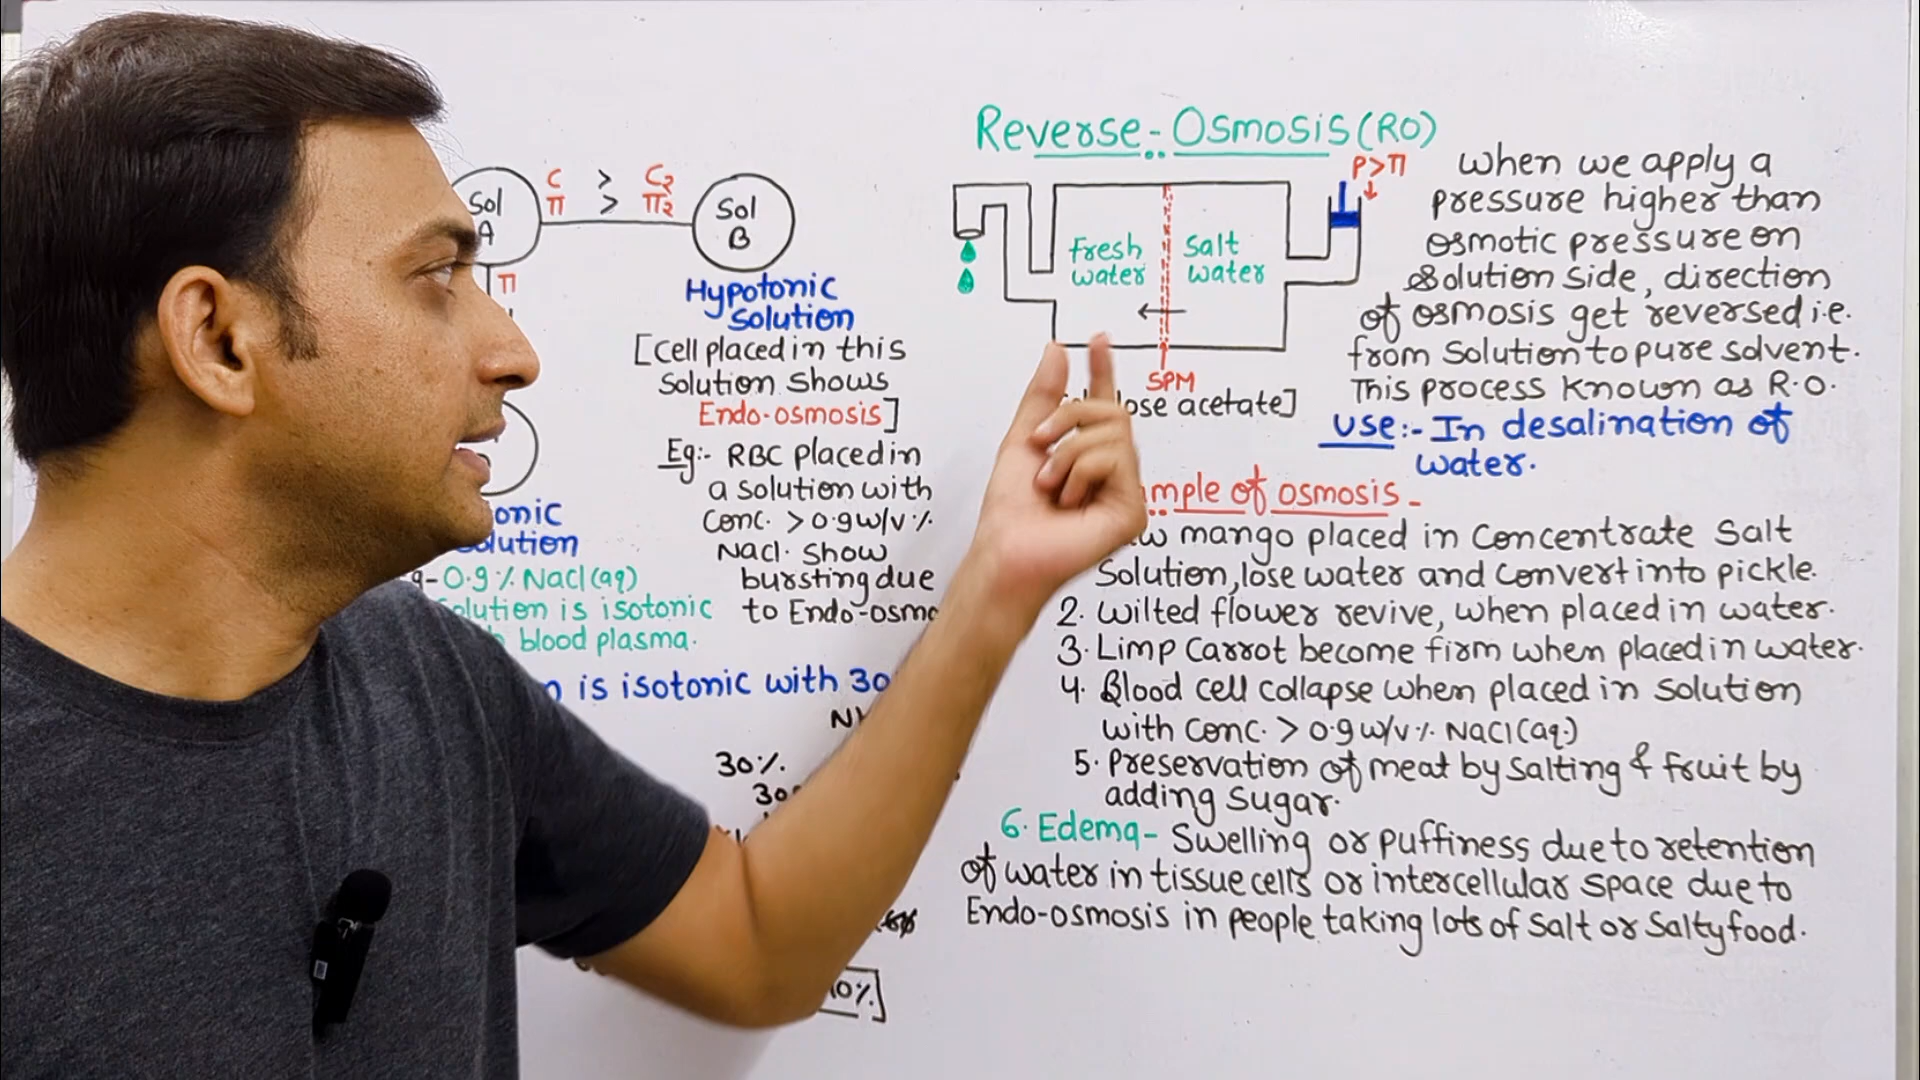 Sol A
C > C2
π > π2
Sol B
π
Hypotonic
Solution
[Cell placed in this
Solution shows
Endo-osmosis]
Eg:- RBC placed in
a solution with
Conc. > 0.9 w/v %
NaCl. Show
bursting due
to Endo-osmo
onic
olution
0.9 % NaCl (aq)
Solution is isotonic
blood plasma.
is isotonic with 30
30%.
10%]
Reverse-Osmosis (RO)
P>π
Fresh
water
Salt
water
SPM
lose acetate]
When we apply a
pressure higher than
osmotic pressure on
Solution side, direction
of osmosis get reversed i.e.
from Solution to pure solvent.
This process known as R.O.
Use:- In desalination of
water.
mple of osmosis-
w mango placed in Concentrate Salt
Solution, lose water and convert into pickle.
2. Wilted flower revive, when placed in water.
3. Limp Carrot become firm when placed in water.
4. Blood cell collapse when placed in solution
with Conc. > 0.9 w/v % NaCl (aq.)
5. Preservation of meat by salting & fruit by
adding sugar.
6. Edema- Swelling or puffiness due to retention
of water in tissue cells or intercellular space due to
Endo-osmosis in people taking lots of salt or salty food.